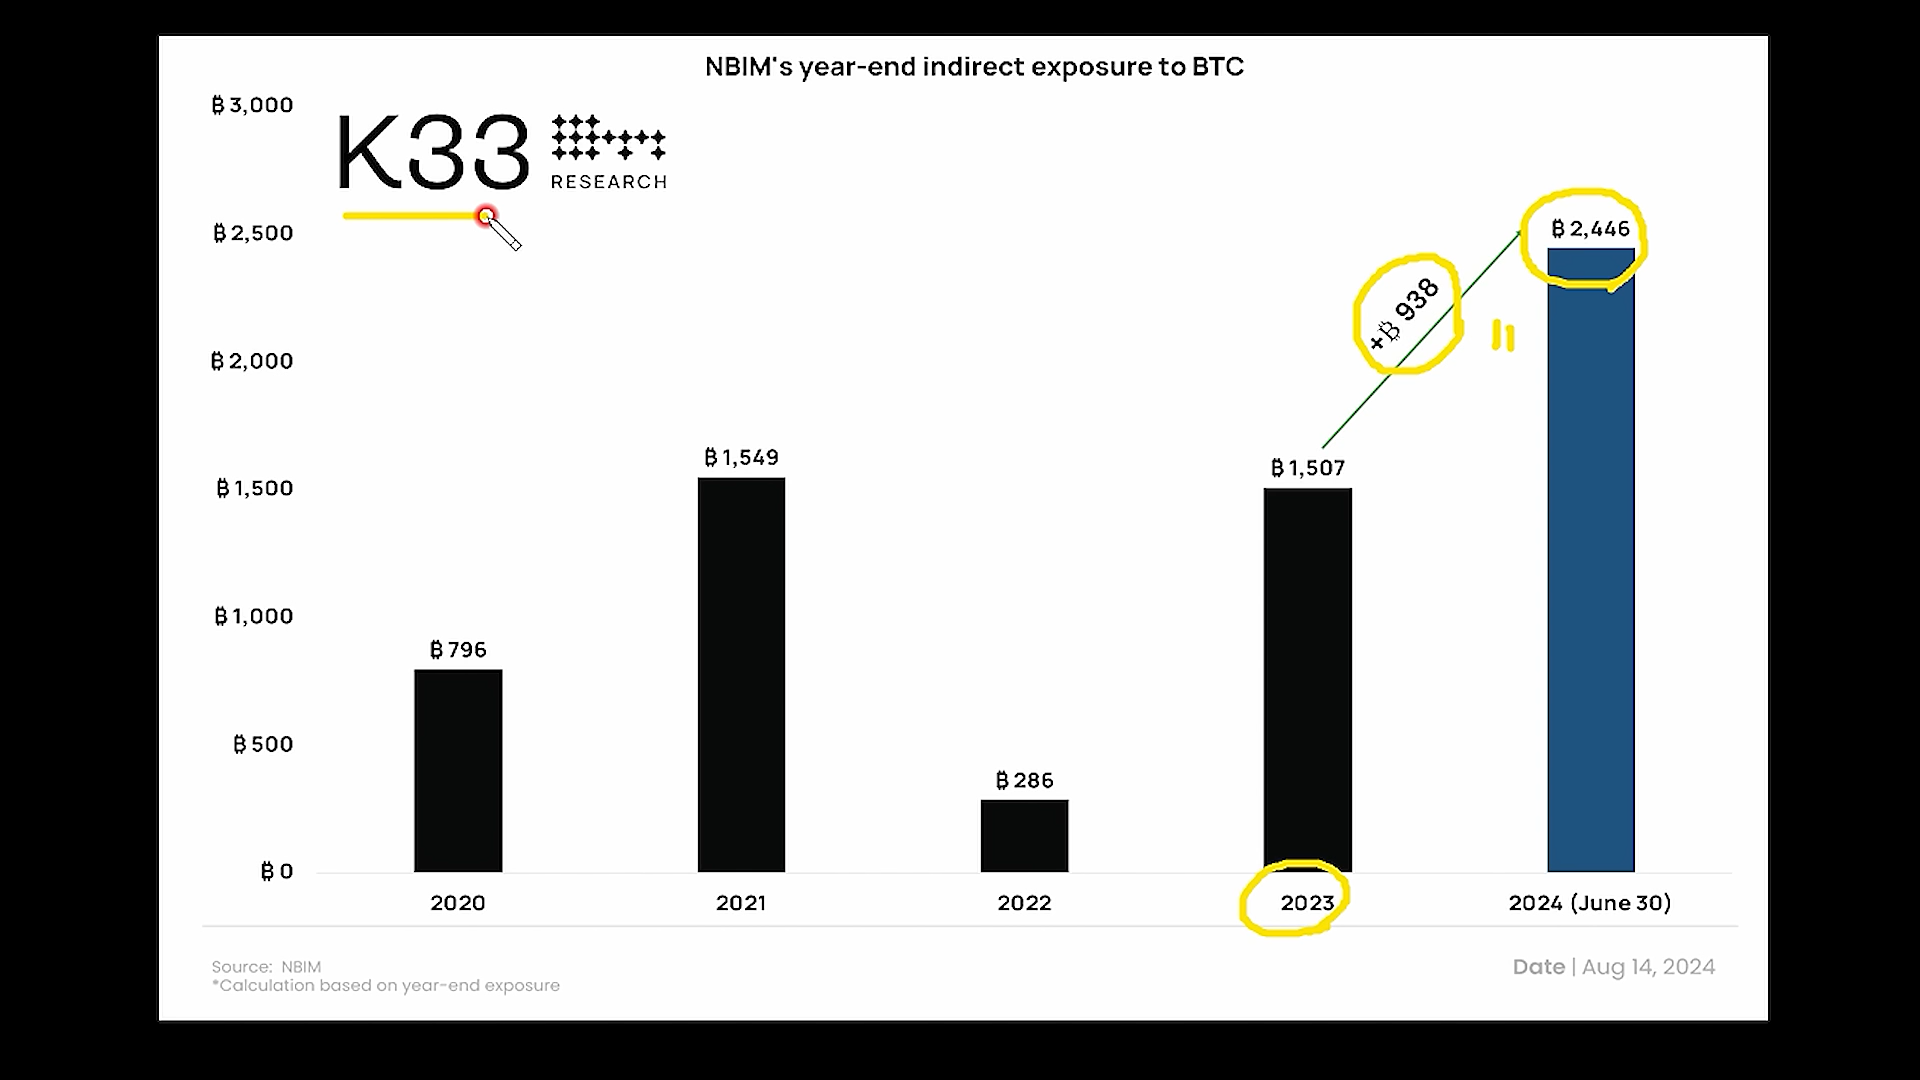 NBIM's year-end indirect exposure to BTC
₿ 3,000
₿ 2,500
₿ 2,000
₿ 1,500
₿ 1,000
₿ 500
₿ 0
K33
RESEARCH
₿ 796
₿ 1,549
₿ 286
₿ 1,507
+₿ 938
₿ 2,446
2020
2021
2022
2023
2024 (June 30)
Source: NBIM
*Calculation based on year-end exposure
Date | Aug 14, 2024